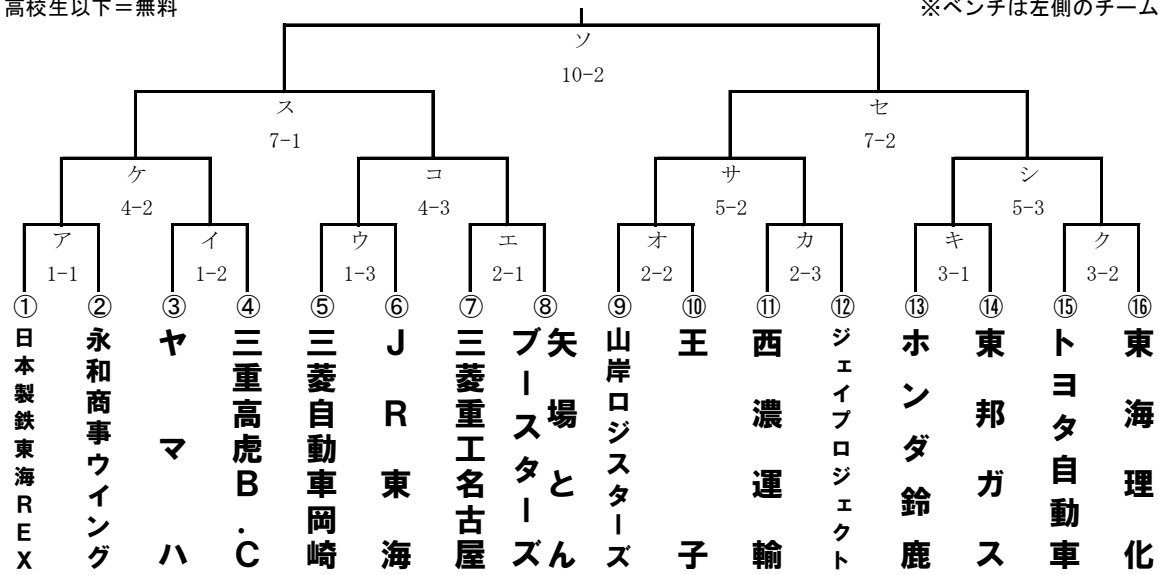 高校生以下＝無料
※ベンチは左側のチーム
ソ
10-2
ス
7-1
セ
7-2
ケ
4-2
コ
4-3
サ
5-2
シ
5-3
ア
1-1
イ
1-2
ウ
1-3
エ
2-1
オ
2-2
カ
2-3
キ
3-1
ク
3-2
①
日本製鉄東海REX
②
永和商事ウイング
③
ヤマハ
④
三重高虎B.C
⑤
三菱自動車岡崎
⑥
JR東海
⑦
三菱重工名古屋
⑧
矢場とん
ブースターズ
⑨
山岸ロジスターズ
⑩
王子
⑪
西濃運輸
⑫
ジェイプロジェクト
⑬
ホンダ鈴鹿
⑭
東邦ガス
⑮
トヨタ自動車
⑯
東海理化